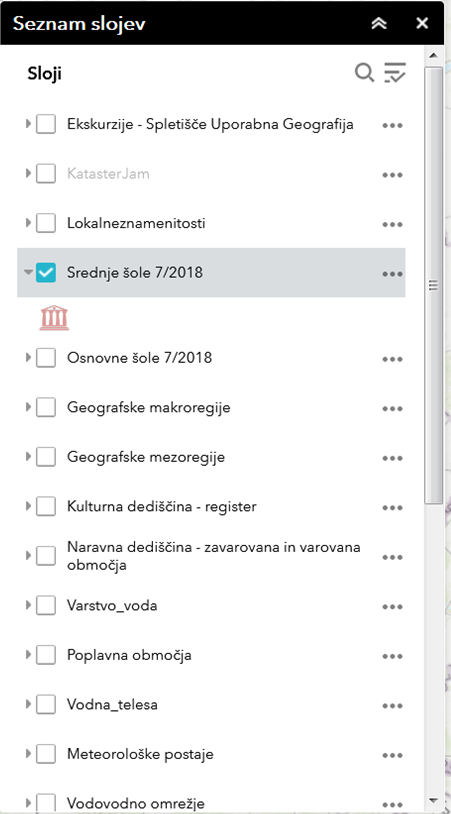 Seznam slojev
Sloji
Ekskurzije - Spletišče Uporabna Geografija
KatasterJam
Lokalneznamenitosti
Srednje šole 7/2018
Osnovne šole 7/2018
Geografske makroregije
Geografske mezoregije
Kulturna dediščina - register
Naravna dediščina - zavarovana in varovana
območja
Varstvo_voda
Poplavna območja
Vodna_telesa
Meteorološke postaje
Vodovodno omrežje